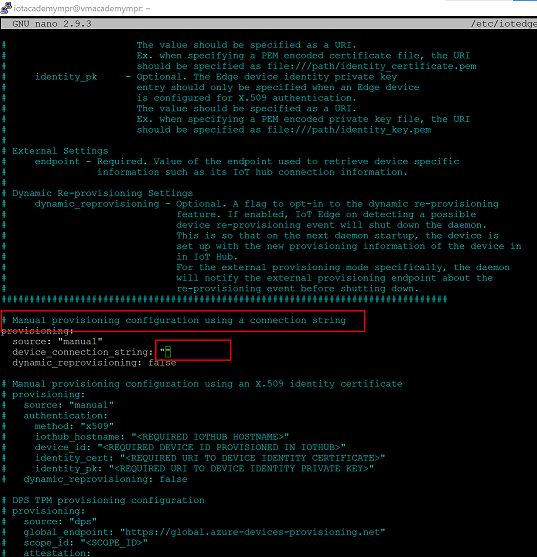 iotacademympr@vmacademympr: ~
GNU nano 2.9.3 /etc/iotedge
# The value should be specified as a URI.
# Ex. when specifying a PEM encoded certificate file, the URI
# should be specified as file:///path/identity_certificate.pem
# identity_pk - Optional. The Edge device identity private key
# entry should only be specified when an Edge device
# is configured for X.509 authentication.
# The value should be specified as a URI.
# Ex. when specifying a PEM encoded private key file, the URI
# should be specified as file:///path/identity_key.pem
#
# External Settings
# endpoint - Required. Value of the endpoint used to retrieve device specific
# information such as its IoT hub connection information.
#
# Dynamic Re-provisioning Settings
# dynamic_reprovisioning - Optional. A flag to opt-in to the dynamic re-provisioning
# feature. If enabled, IoT Edge on detecting a possible
# device re-provisioning event will shut down the daemon.
# This is so that on the next daemon startup, the device is
# set up with the new provisioning information of the device in
# in IoT Hub.
# For the external provisioning mode specifically, the daemon
# will notify the external provisioning endpoint about the
# re-provisioning event before shutting down.
###############################################################################
# Manual provisioning configuration using a connection string
provisioning:
source: "manual"
device_connection_string: ""
dynamic_reprovisioning: false
# Manual provisioning configuration using an X.509 identity certificate
# provisioning:
# source: "manual"
# authentication:
# method: "x509"
# iothub_hostname: "<REQUIRED IOTHUB HOSTNAME>"
# device_id: "<REQUIRED DEVICE ID PROVISIONED IN IOTHUB>"
# identity_cert: "<REQUIRED URI TO DEVICE IDENTITY CERTIFICATE>"
# identity_pk: "<REQUIRED URI TO DEVICE IDENTITY PRIVATE KEY>"
# dynamic_reprovisioning: false
# DPS TPM provisioning configuration
# provisioning:
# source: "dps"
# global_endpoint: "https://global.azure-devices-provisioning.net"
# scope_id: "<SCOPE_ID>"
# attestation: